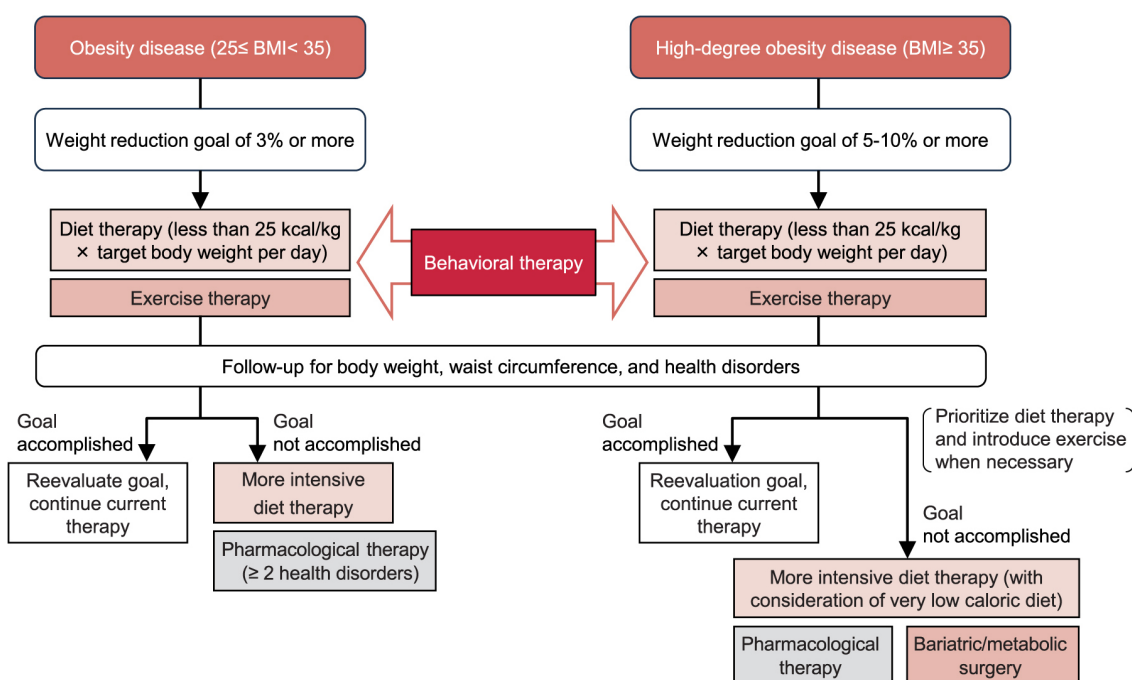 Obesity disease (25≤ BMI< 35)
High-degree obesity disease (BMI≥ 35)
Weight reduction goal of 3% or more
Weight reduction goal of 5-10% or more
Diet therapy (less than 25 kcal/kg
× target body weight per day)
Behavioral therapy
Diet therapy (less than 25 kcal/kg
× target body weight per day)
Exercise therapy
Exercise therapy
Follow-up for body weight, waist circumference, and health disorders
Goal
accomplished
Goal
not accomplished
Goal
accomplished
Prioritize diet therapy
and introduce exercise
when necessary
Reevaluate goal,
continue current
therapy
More intensive
diet therapy
Pharmacological therapy
(≥ 2 health disorders)
Reevaluation goal,
continue current
therapy
Goal
not accomplished
More intensive diet therapy (with
consideration of very low caloric diet)
Pharmacological
therapy
Bariatric/metabolic
surgery